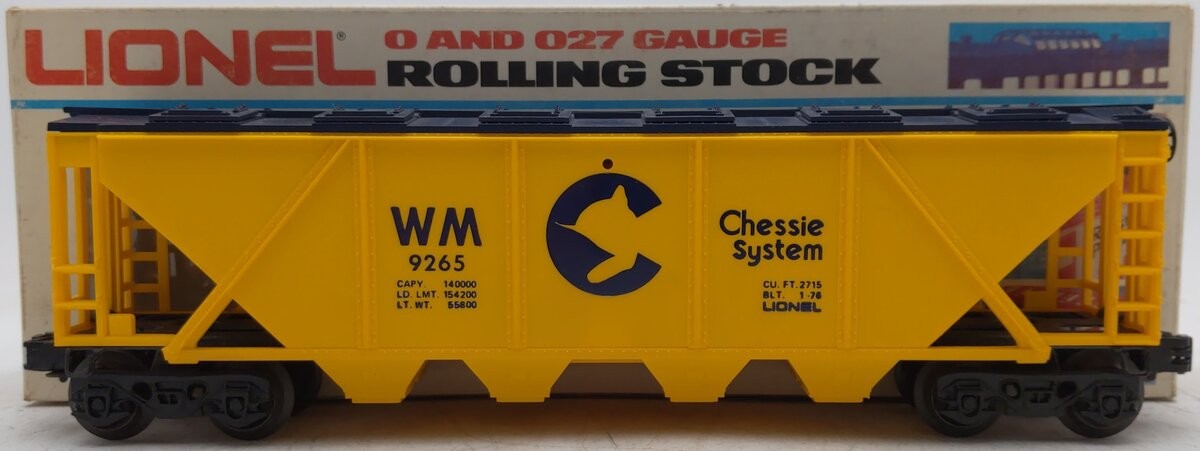 LIONEL®
O AND O27 GAUGE
ROLLING STOCK
WM
9265
CAPY. 140000
LD. LMT. 154200
LT. WT. 55800
Chessie
System
CU. FT. 2715
BLT. 1-76
LIONEL